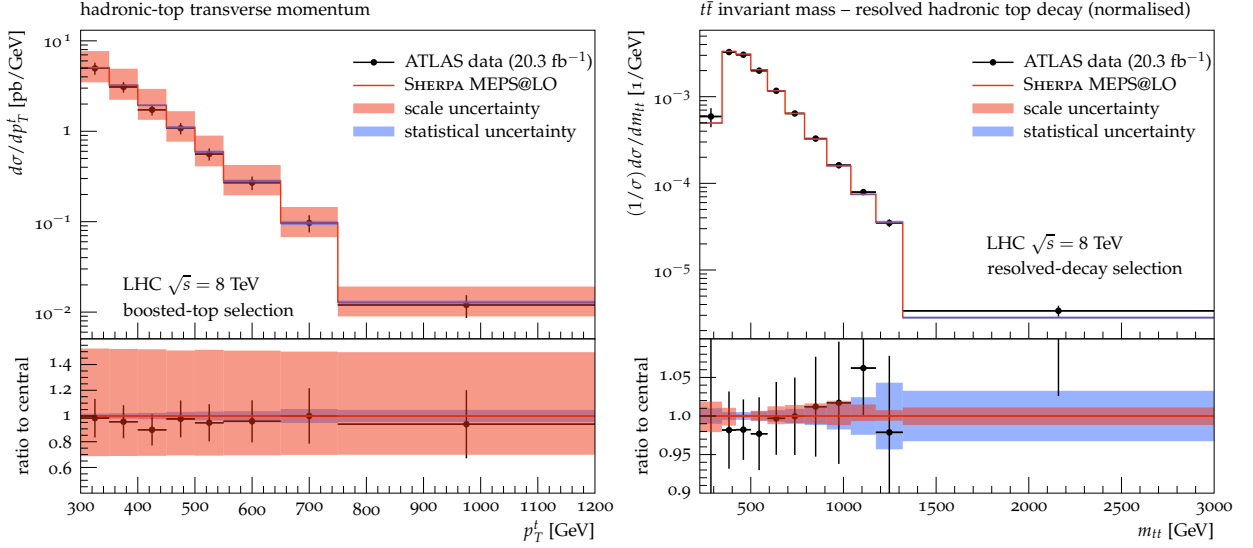 hadronic-top transverse momentum
dσ/dp_T^t [pb/GeV]
10
1
10⁻¹
10⁻²
ATLAS data (20.3 fb⁻¹)
SHERPA MEPS@LO
scale uncertainty
statistical uncertainty
LHC √s = 8 TeV
boosted-top selection
ratio to central
1.4
1.2
1
0.8
0.6
0.4
300 400 500 600 700 800 900 1000 1100 1200
p_T^t [GeV]
tt̄ invariant mass – resolved hadronic top decay (normalised)
(1/σ) dσ/dm_tt [1/GeV]
10⁻³
10⁻⁴
10⁻⁵
ATLAS data (20.3 fb⁻¹)
SHERPA MEPS@LO
scale uncertainty
statistical uncertainty
LHC √s = 8 TeV
resolved-decay selection
ratio to central
1.05
1.0
0.95
0.9
500 1000 1500 2000 2500 3000
m_tt [GeV]